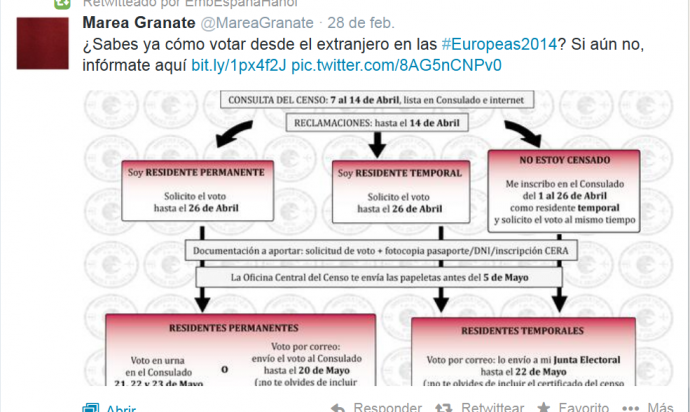 Retwitteado por EmbEspañaHanoi
Marea Granate @MareaGranate · 28 de feb.
¿Sabes ya cómo votar desde el extranjero en las #Europeas2014? Si aún no,
infórmate aquí bit.ly/1px4f2J pic.twitter.com/8AG5nCNPv0
CONSULTA DEL CENSO: 7 al 14 de Abril, lista en Consulado e internet
RECLAMACIONES: hasta el 14 de Abril
Soy RESIDENTE PERMANENTE
Solicito el voto
hasta el 26 de Abril
Soy RESIDENTE TEMPORAL
Solicito el voto
hasta el 26 de Abril
NO ESTOY CENSADO
Me inscribo en el Consulado
del 1 al 26 de Abril
como residente temporal
y solicito el voto al mismo tiempo
Documentación a aportar: solicitud de voto + fotocopia pasaporte/DNI/inscripción CERA
La Oficina Central del Censo te envía las papeletas antes del 5 de Mayo
RESIDENTES PERMANENTES
Voto en urna
en el Consulado
21, 22 y 23 de Mayo
o
Voto por correo:
envío el voto al Consulado
hasta el 20 de Mayo
(¡no te olvides de incluir
RESIDENTES TEMPORALES
Voto por correo: lo envío a mi Junta Electoral
hasta el 22 de Mayo
(¡no te olvides de incluir el certificado del censo
Abrir
Responder
Retwittear
Favorito
Más